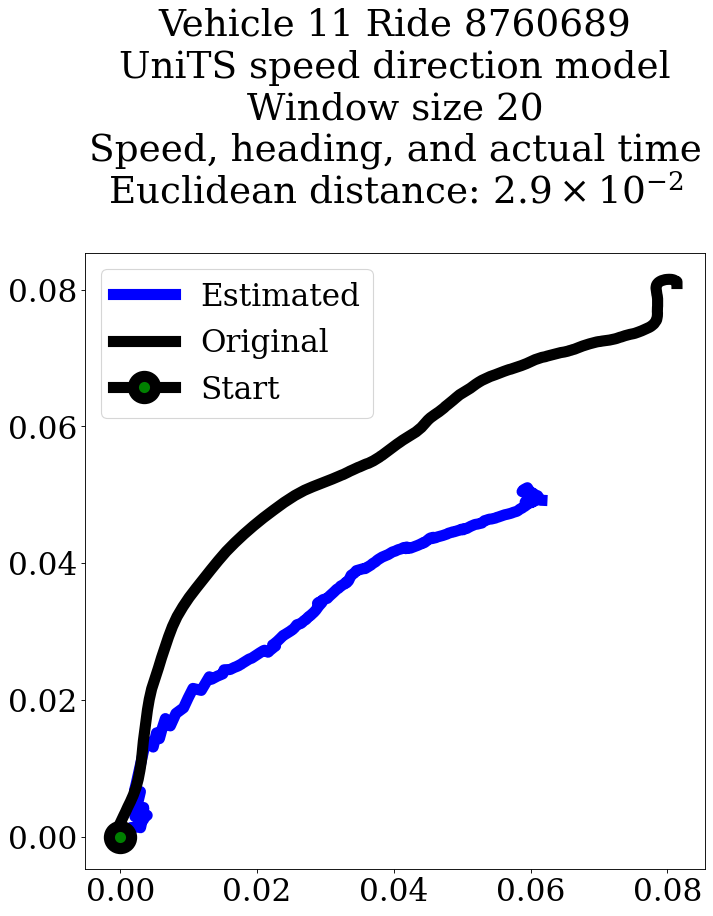 Vehicle 11 Ride 8760689
UniTS speed direction model
Window size 20
Speed, heading, and actual time
Euclidean distance: 2.9 × 10⁻²
Estimated
Original
Start
0.08
0.06
0.04
0.02
0.00
0.00 0.02 0.04 0.06 0.08